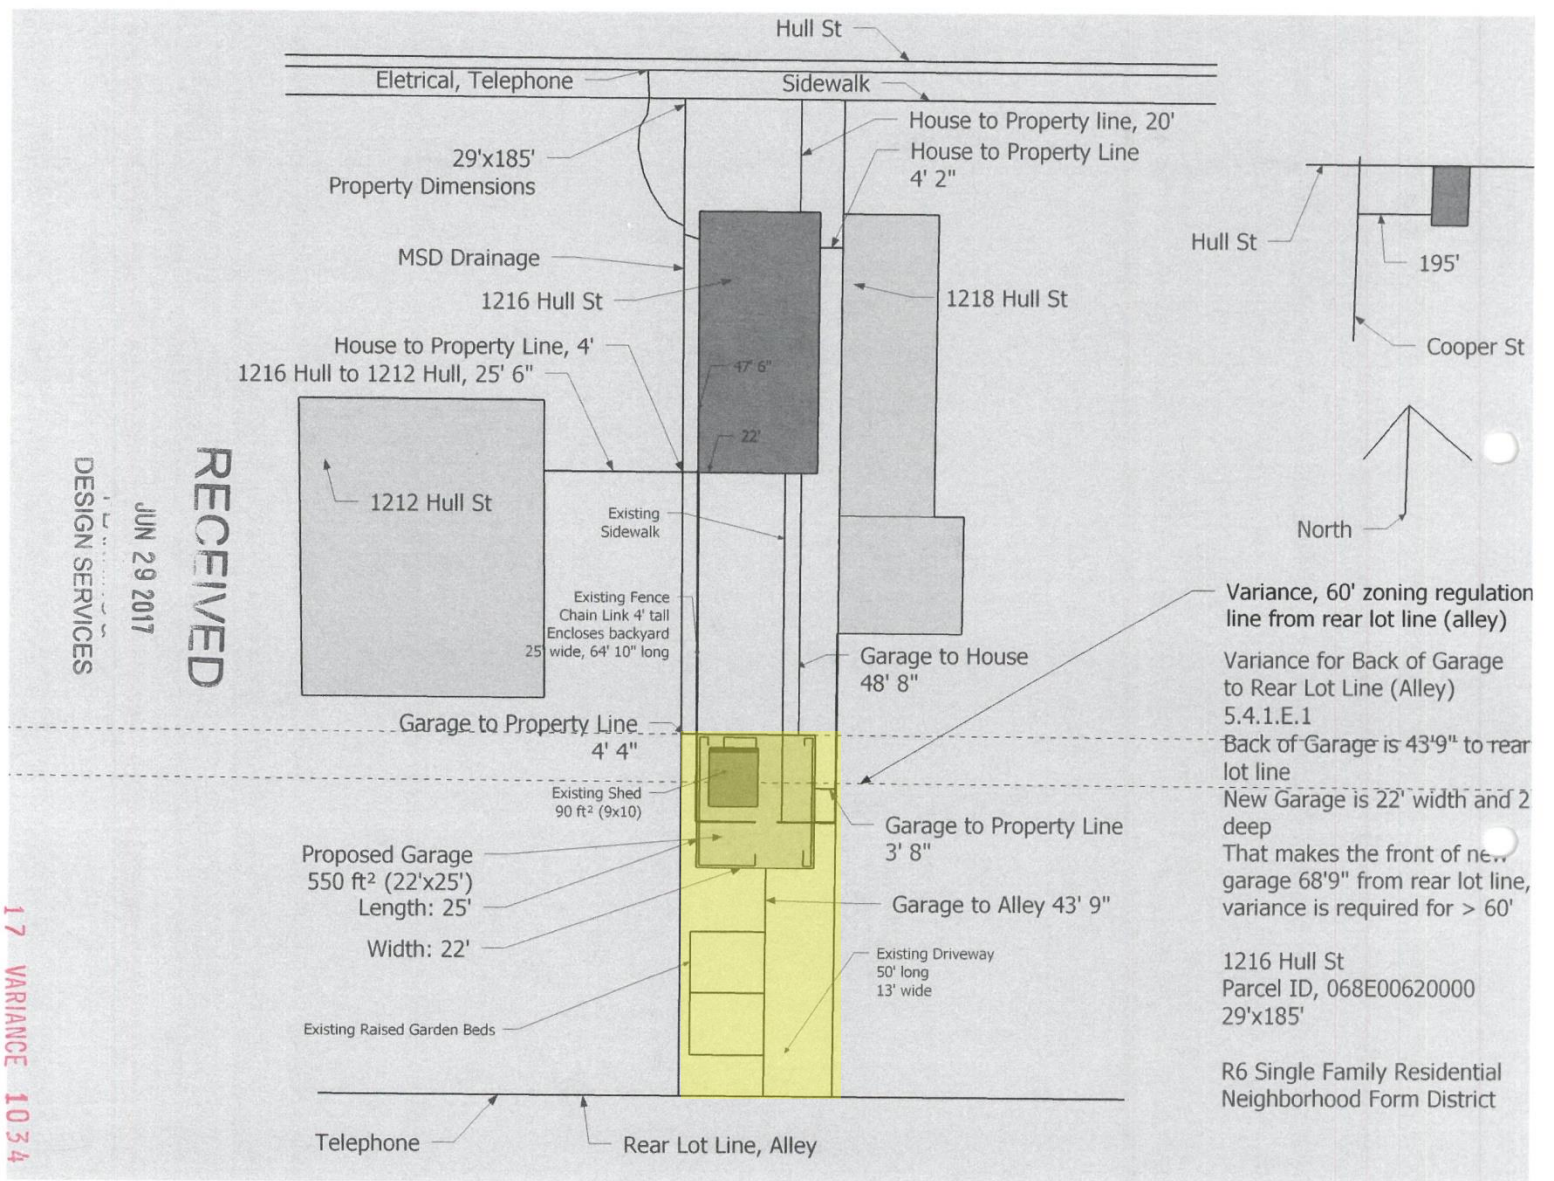 Hull St
Eletrical, Telephone
Sidewalk
House to Property line, 20'
House to Property Line
4' 2"
29'x185'
Property Dimensions
MSD Drainage
1216 Hull St
1218 Hull St
House to Property Line, 4'
1216 Hull to 1212 Hull, 25' 6"
47' 6"
22'
1212 Hull St
Existing
Sidewalk
Existing Fence
Chain Link 4' tall
Encloses backyard
25' wide, 64' 10" long
Garage to House
48' 8"
Garage to Property Line
4' 4"
Existing Shed
90 ft² (9x10)
Garage to Property Line
3' 8"
Proposed Garage
550 ft² (22'x25')
Length: 25'
Width: 22'
Garage to Alley 43' 9"
Existing Driveway
50' long
13' wide
Existing Raised Garden Beds
Telephone
Rear Lot Line, Alley
Hull St
195'
Cooper St
North
Variance, 60' zoning regulation
line from rear lot line (alley)
Variance for Back of Garage
to Rear Lot Line (Alley)
5.4.1.E.1
Back of Garage is 43'9" to rear
lot line
New Garage is 22' width and 2
deep
That makes the front of new
garage 68'9" from rear lot line,
variance is required for > 60'
1216 Hull St
Parcel ID, 068E00620000
29'x185'
R6 Single Family Residential
Neighborhood Form District
RECEIVED
JUN 29 2017
DESIGN SERVICES
17 VARIANCE 1034